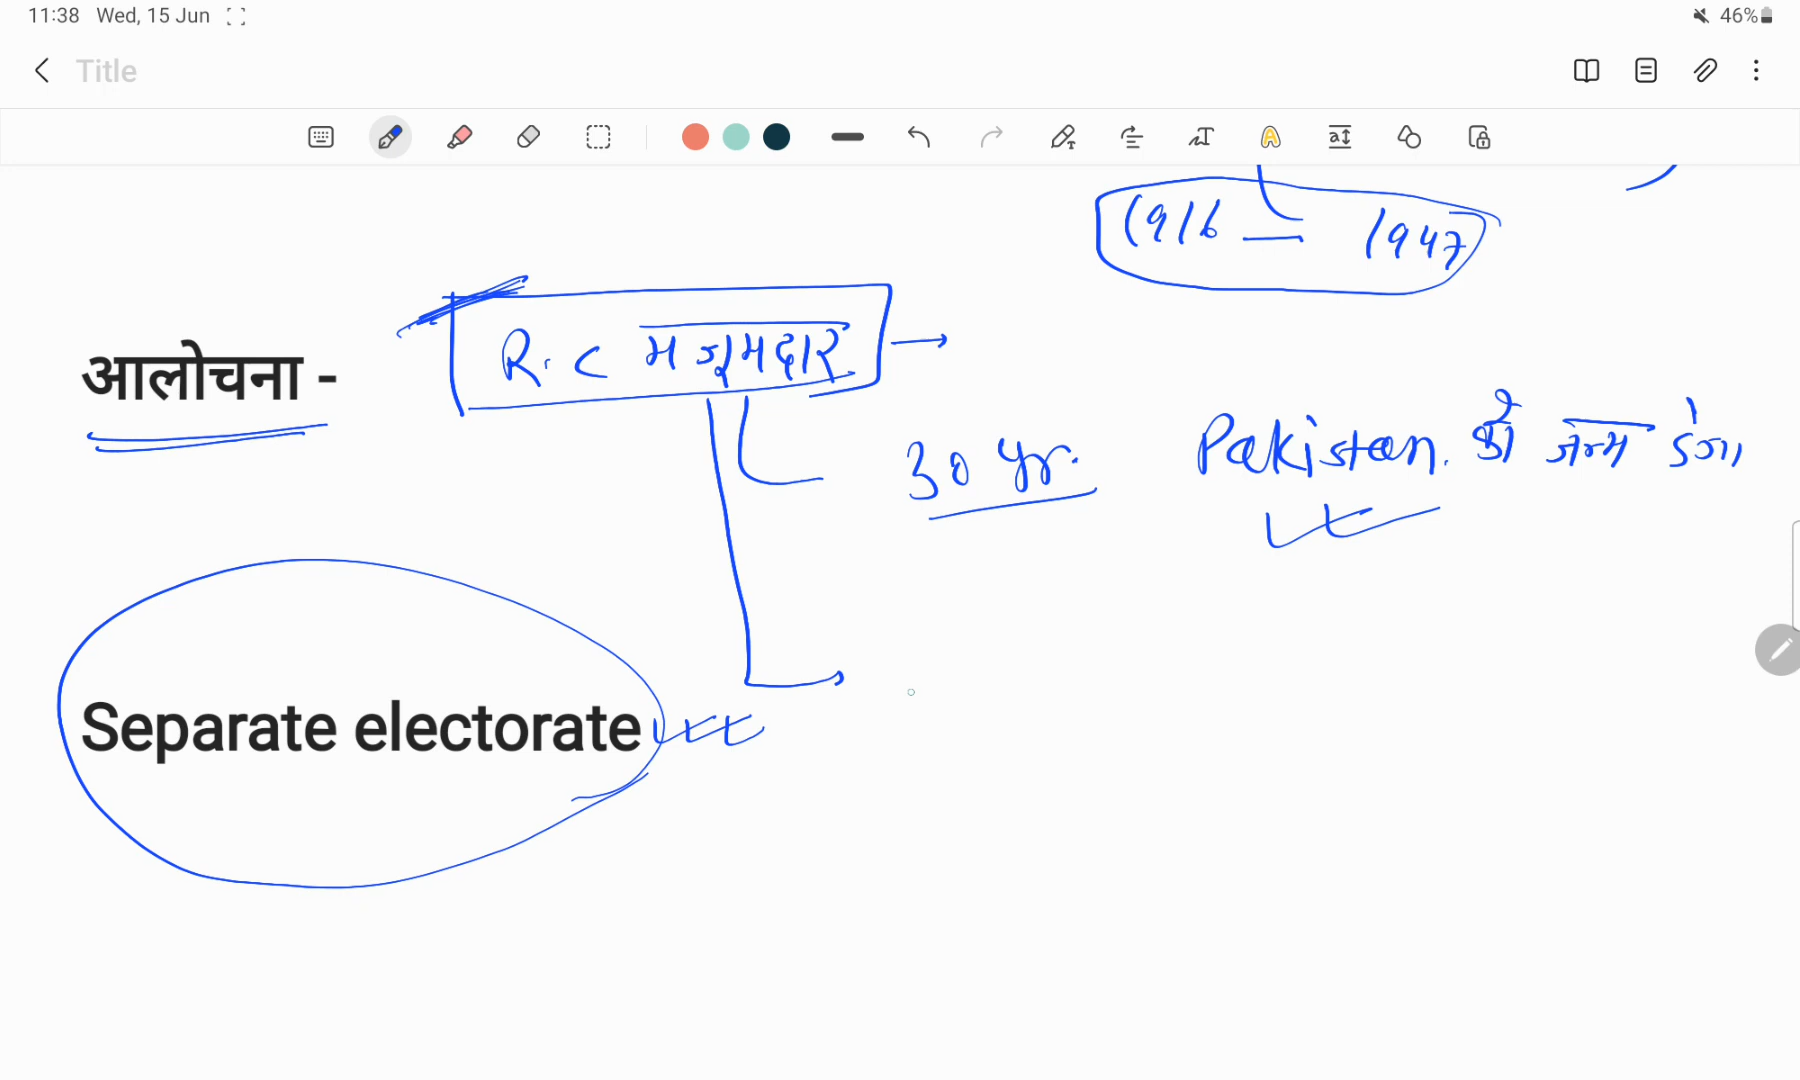 11:38 Wed, 15 Jun 46%
Title
1916 — 1947
आलोचना - R.C मजूमदार →
30 yr. Pakistan. को जन्म देगा
Separate electorate